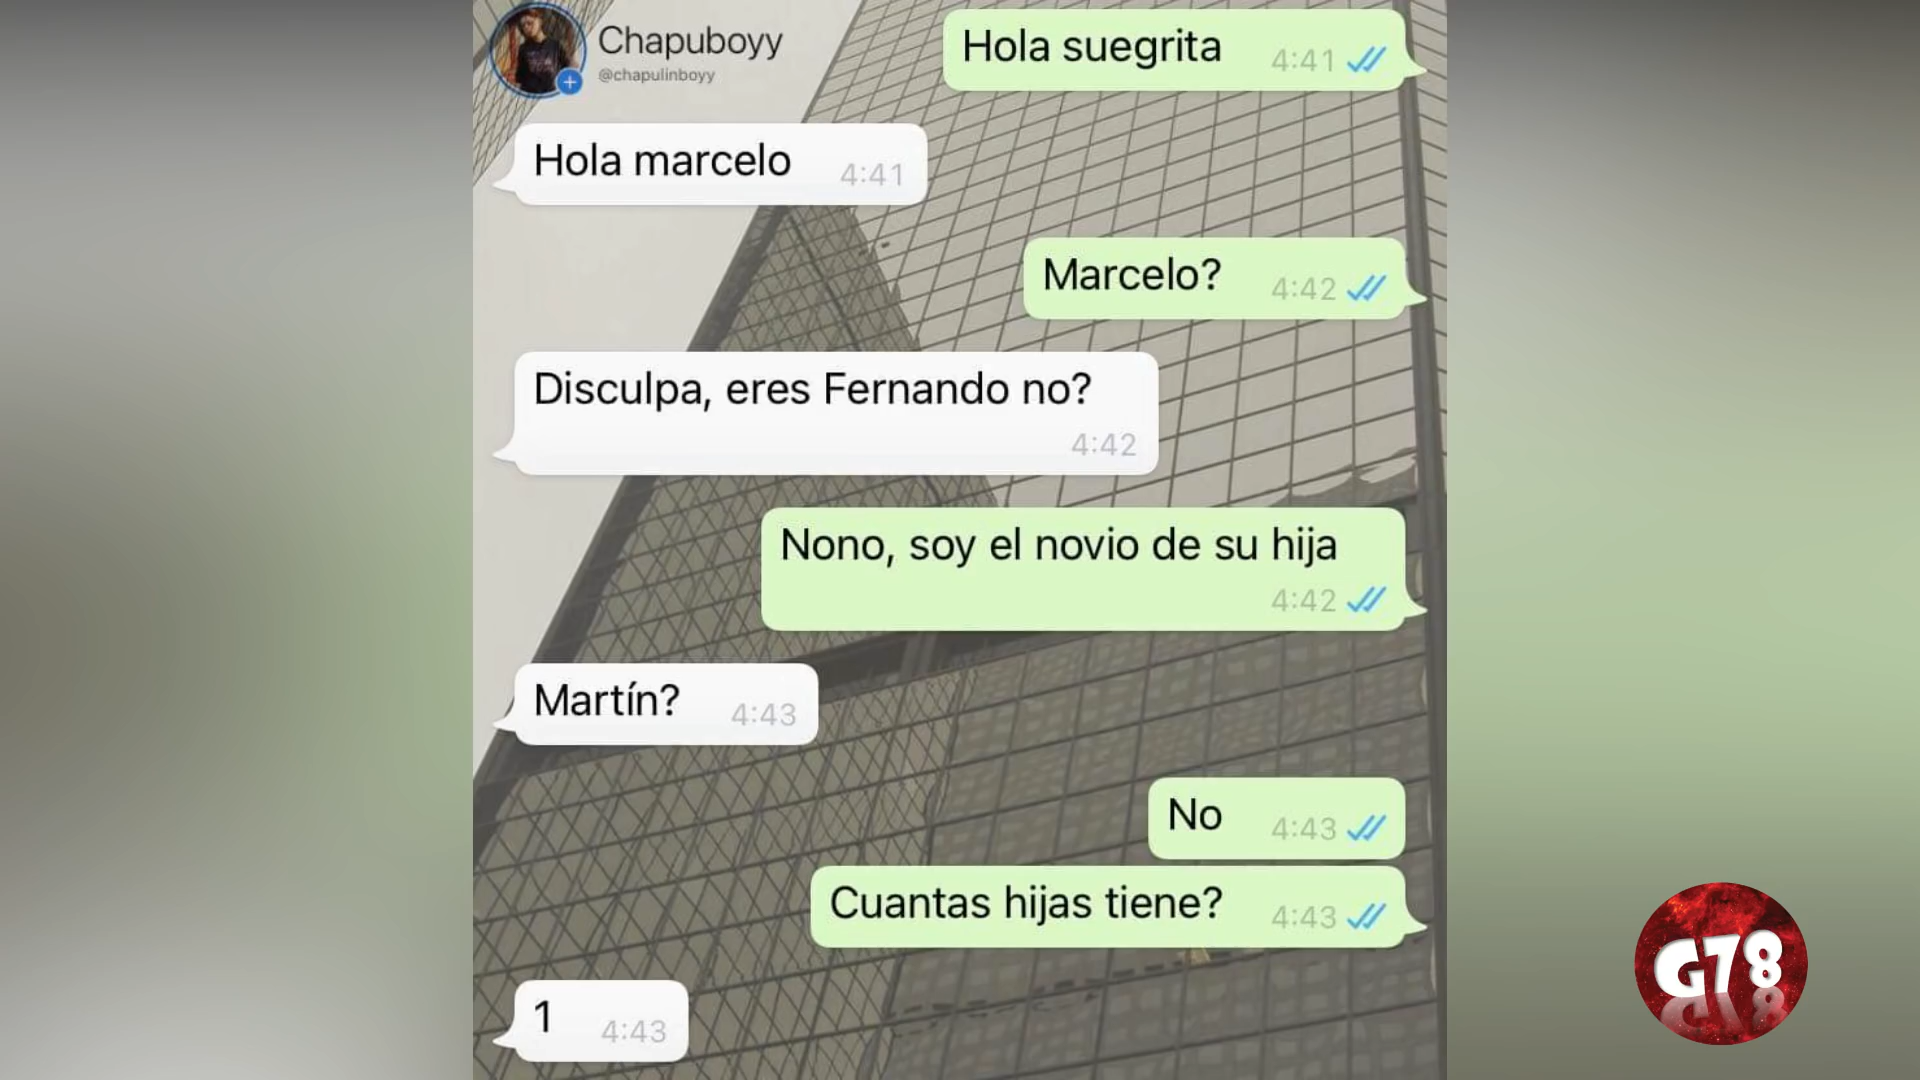 Chapuboyy
@chapulinboyy
Hola suegrita 4:41
Hola marcelo 4:41
Marcelo? 4:42
Disculpa, eres Fernando no?
4:42
Nono, soy el novio de su hija
4:42
Martín? 4:43
No 4:43
Cuantas hijas tiene? 4:43
1 4:43
G78